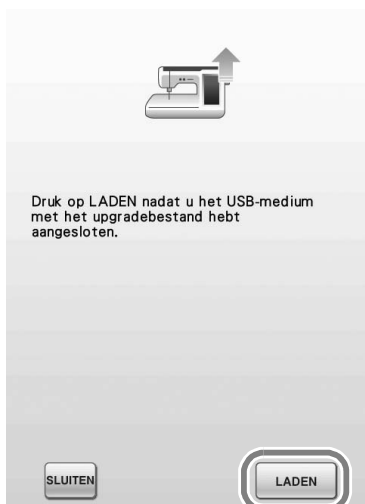 Druk op LADEN nadat u het USB-medium
met het upgradebestand hebt
aangesloten.
SLUITEN
LADEN